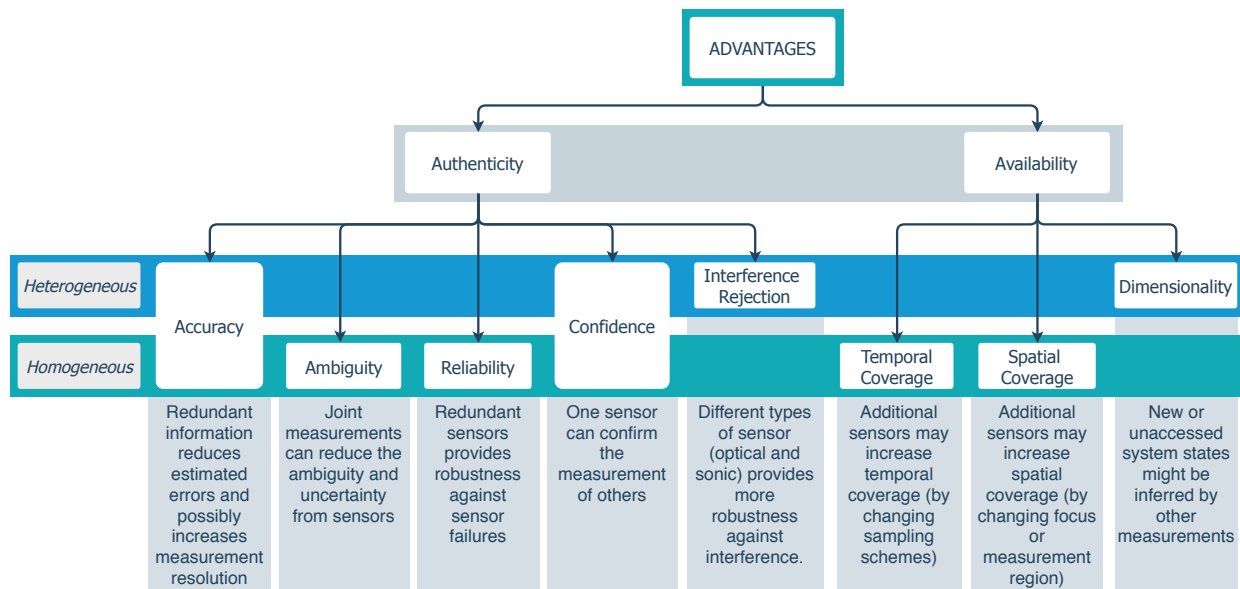 ADVANTAGES
Authenticity
Availability
Heterogeneous
Accuracy
Confidence
Interference
Rejection
Dimensionality
Homogeneous
Ambiguity
Reliability
Temporal
Coverage
Spatial
Coverage
Redundant
information
reduces
estimated
errors and
possibly
increases
measurement
resolution
Joint
measurements
can reduce the
ambiguity and
uncertainty
from sensors
Redundant
sensors
provides
robustness
against
sensor
failures
One sensor
can confirm
the
measurement
of others
Different types
of sensor
(optical and
sonic) provides
more
robustness
against
interference.
Additional
sensors may
increase
temporal
coverage (by
changing
sampling
schemes)
Additional
sensors may
increase
spatial
coverage (by
changing focus
or
measurement
region)
New or
unaccessed
system states
might be
inferred by
other
measurements